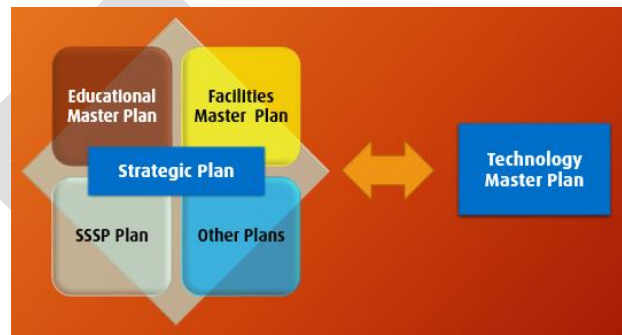 Educational
Master Plan
Facilities
Master Plan
Strategic Plan
SSSP Plan
Other Plans
Technology
Master Plan